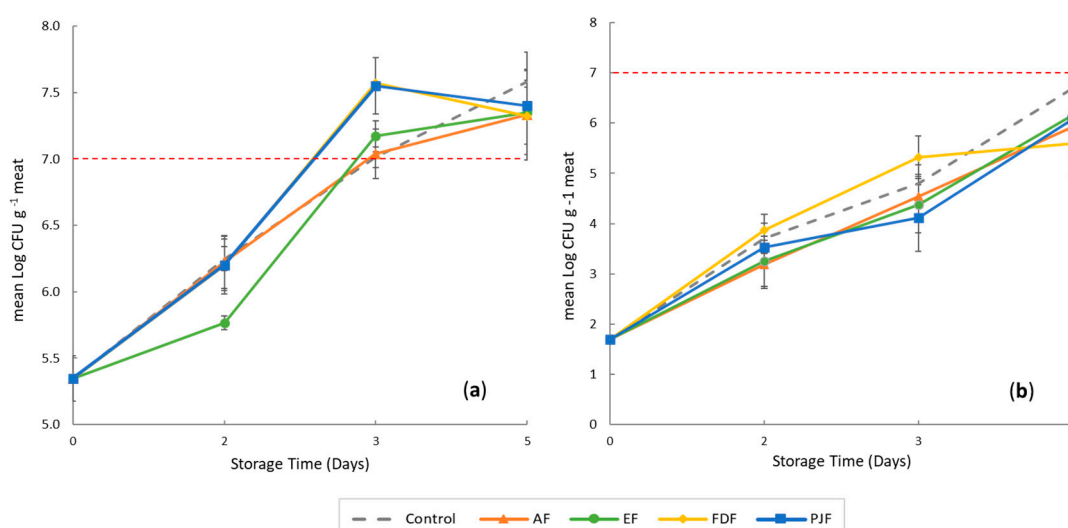 8.0
7.5
7.0
6.5
6.0
5.5
5.0
mean Log CFU g -1 meat
0 2 3 5
Storage Time (Days)
(a)
8
7
6
5
4
3
2
1
0
mean Log CFU g -1 meat
0 2 3 5
Storage Time (Days)
(b)
Control AF EF FDF PJF